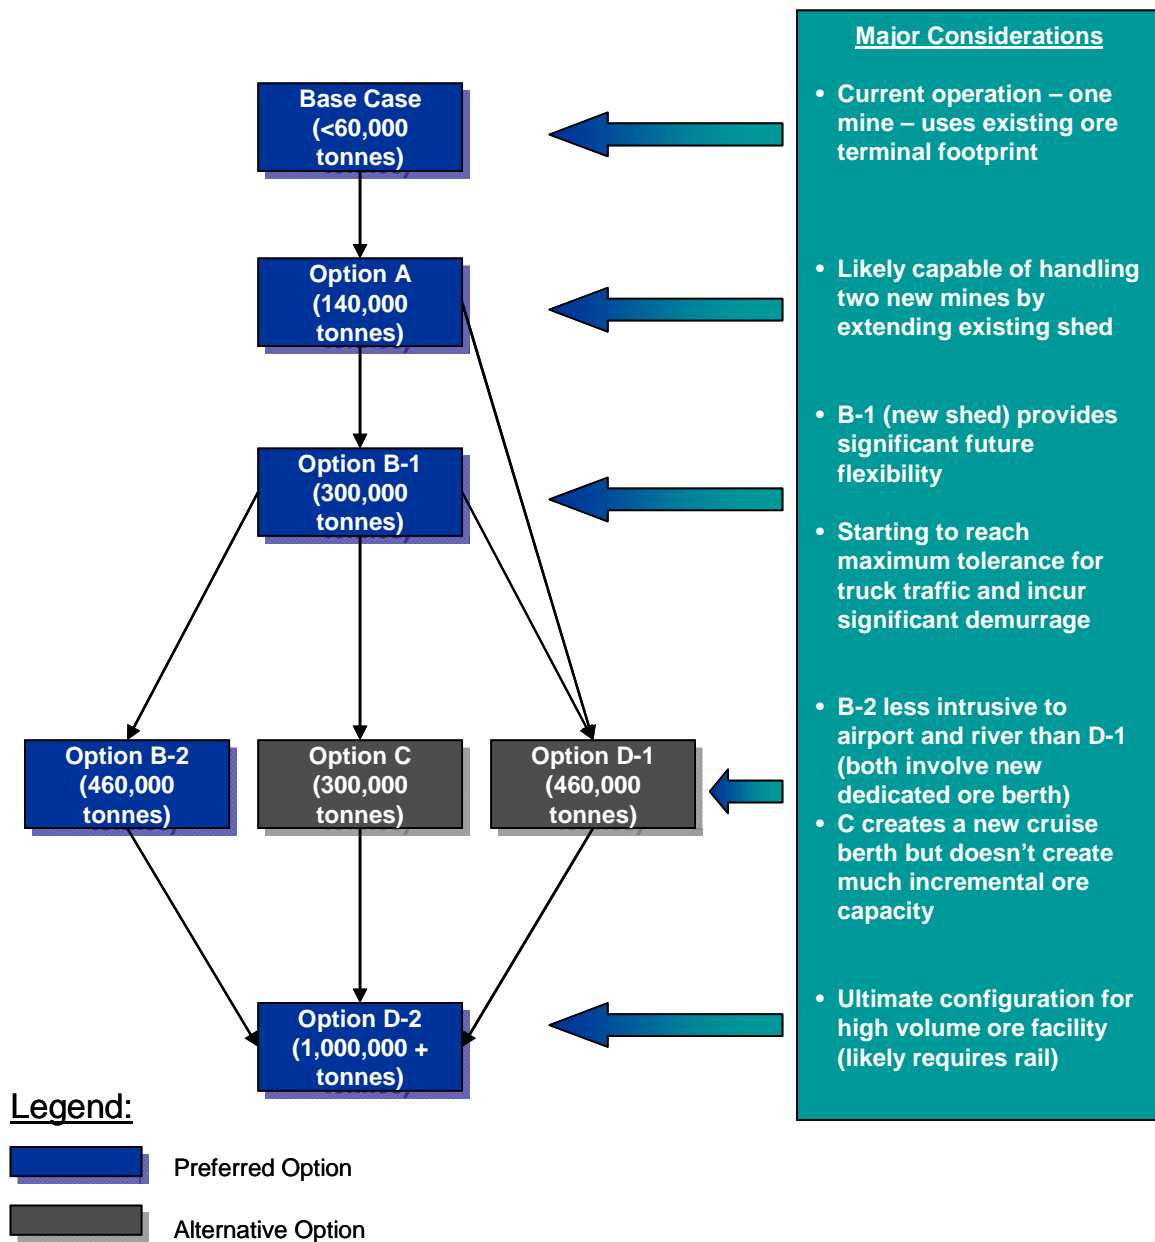 Base Case
(<60,000
tonnes)
Option A
(140,000
tonnes)
Option B-1
(300,000
tonnes)
Option B-2
(460,000
tonnes)
Option C
(300,000
tonnes)
Option D-1
(460,000
tonnes)
Option D-2
(1,000,000 +
tonnes)
Major Considerations
• Current operation – one
mine – uses existing ore
terminal footprint
• Likely capable of handling
two new mines by
extending existing shed
• B-1 (new shed) provides
significant future
flexibility
• Starting to reach
maximum tolerance for
truck traffic and incur
significant demurrage
• B-2 less intrusive to
airport and river than D-1
(both involve new
dedicated ore berth)
• C creates a new cruise
berth but doesn’t create
much incremental ore
capacity
• Ultimate configuration for
high volume ore facility
(likely requires rail)
Legend:
Preferred Option
Alternative Option